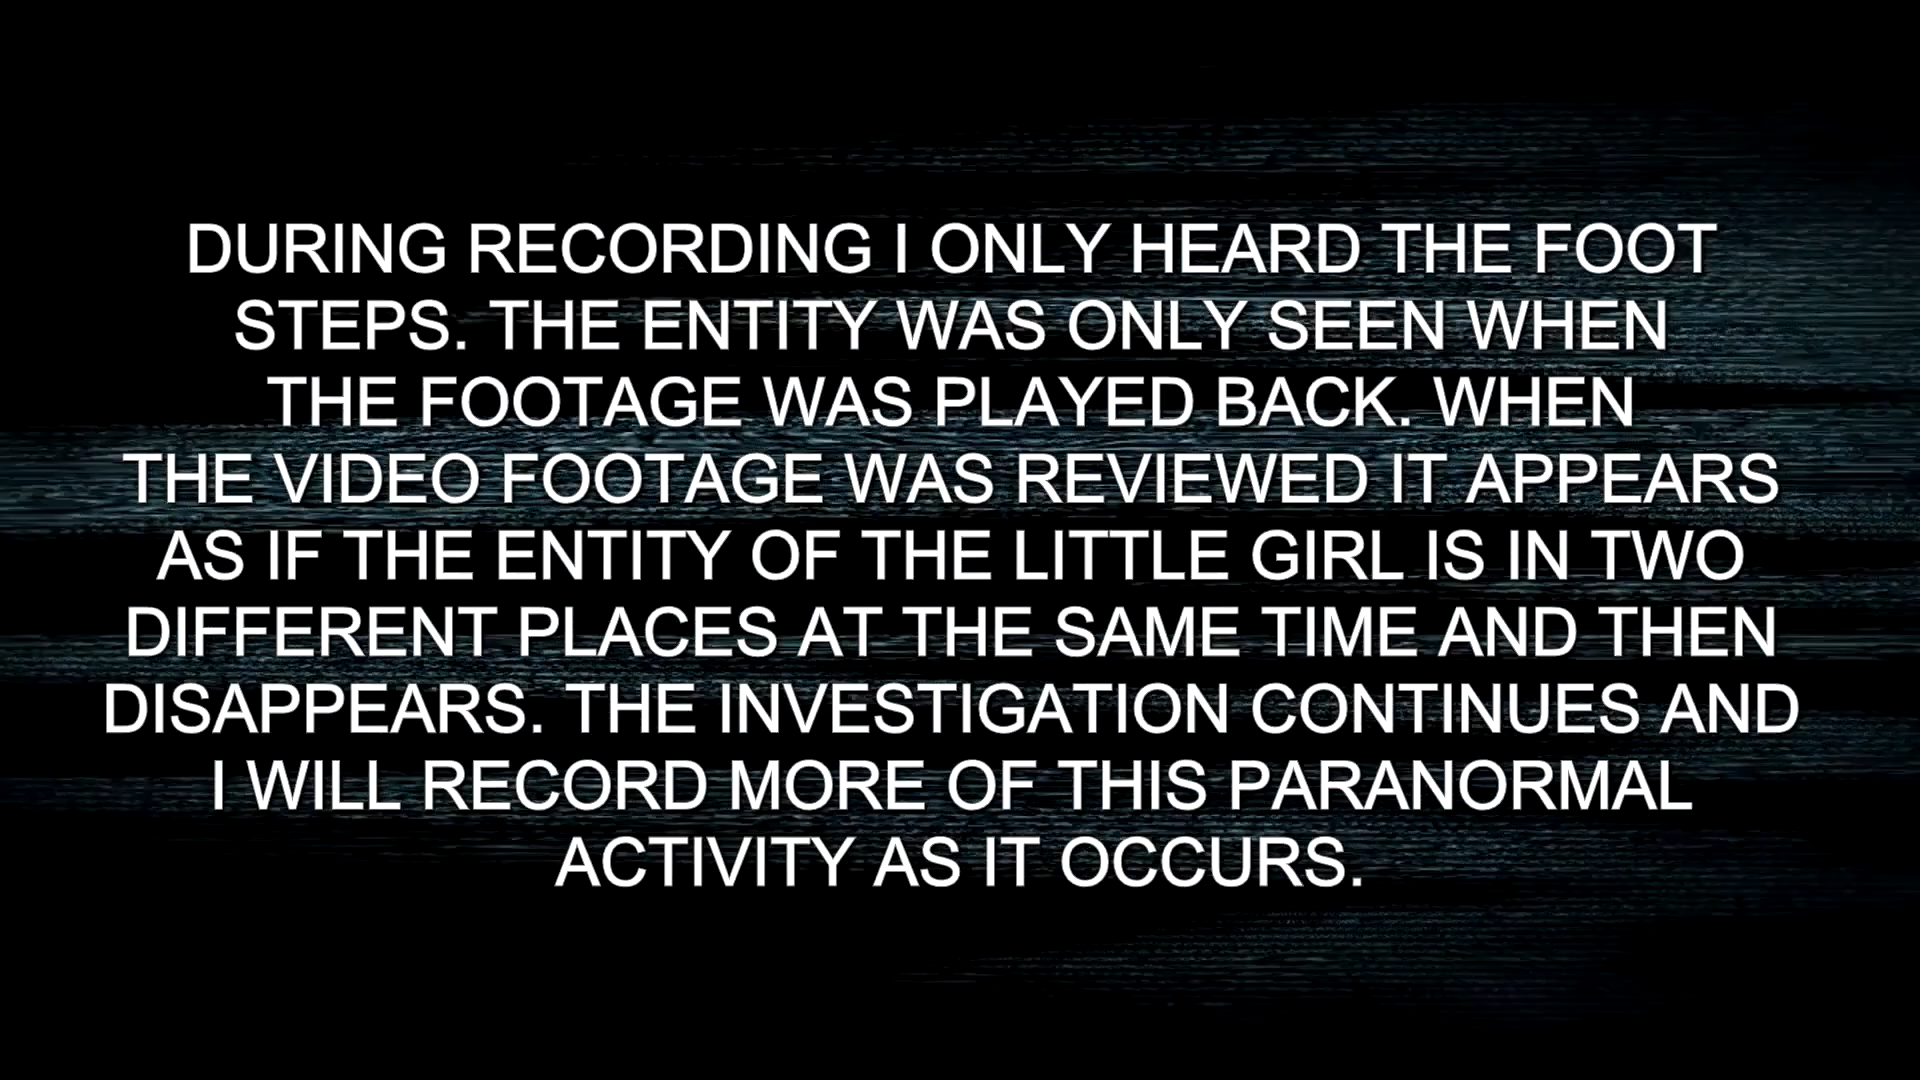 DURING RECORDING I ONLY HEARD THE FOOT
STEPS. THE ENTITY WAS ONLY SEEN WHEN
THE FOOTAGE WAS PLAYED BACK. WHEN
THE VIDEO FOOTAGE WAS REVIEWED IT APPEARS
AS IF THE ENTITY OF THE LITTLE GIRL IS IN TWO
DIFFERENT PLACES AT THE SAME TIME AND THEN
DISAPPEARS. THE INVESTIGATION CONTINUES AND
I WILL RECORD MORE OF THIS PARANORMAL
ACTIVITY AS IT OCCURS.